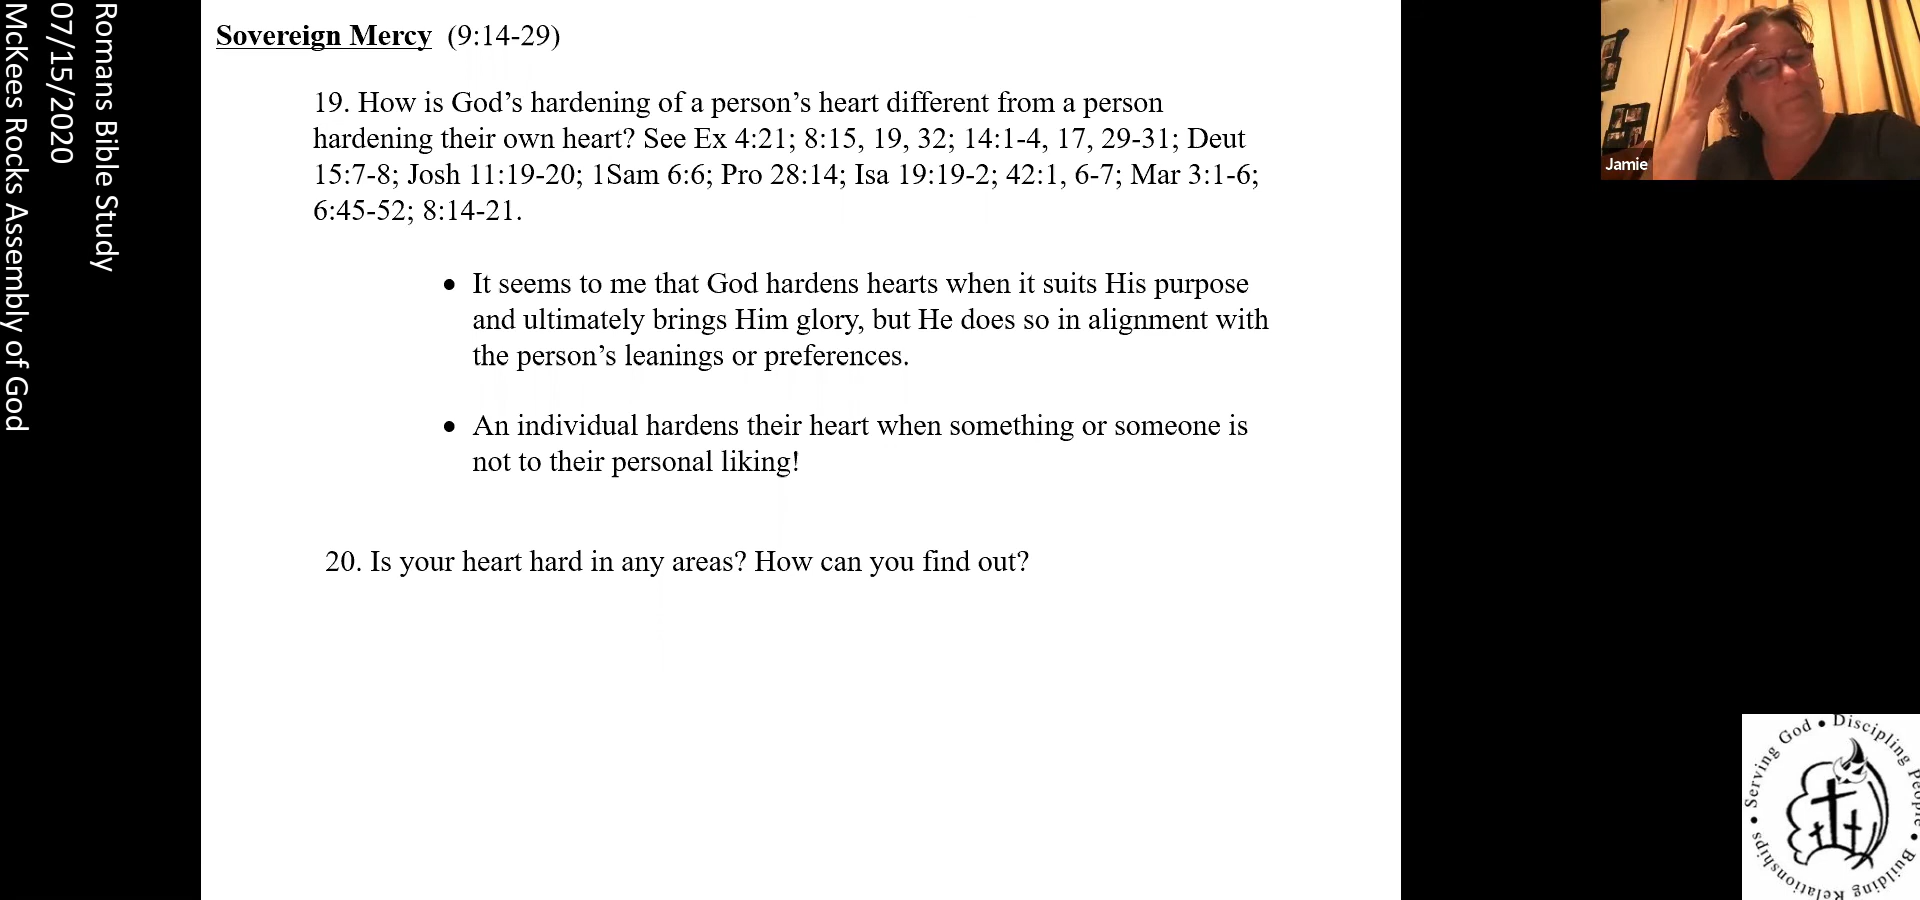 Romans Bible Study
07/15/2020
McKees Rocks Assembly of God
Sovereign Mercy (9:14-29)
19. How is God’s hardening of a person’s heart different from a person
hardening their own heart? See Ex 4:21; 8:15, 19, 32; 14:1-4, 17, 29-31; Deut
15:7-8; Josh 11:19-20; 1Sam 6:6; Pro 28:14; Isa 19:19-2; 42:1, 6-7; Mar 3:1-6;
6:45-52; 8:14-21.
• It seems to me that God hardens hearts when it suits His purpose
and ultimately brings Him glory, but He does so in alignment with
the person’s leanings or preferences.
• An individual hardens their heart when something or someone is
not to their personal liking!
20. Is your heart hard in any areas? How can you find out?
Jamie
Serving God • Discipling People • Building Relationships •